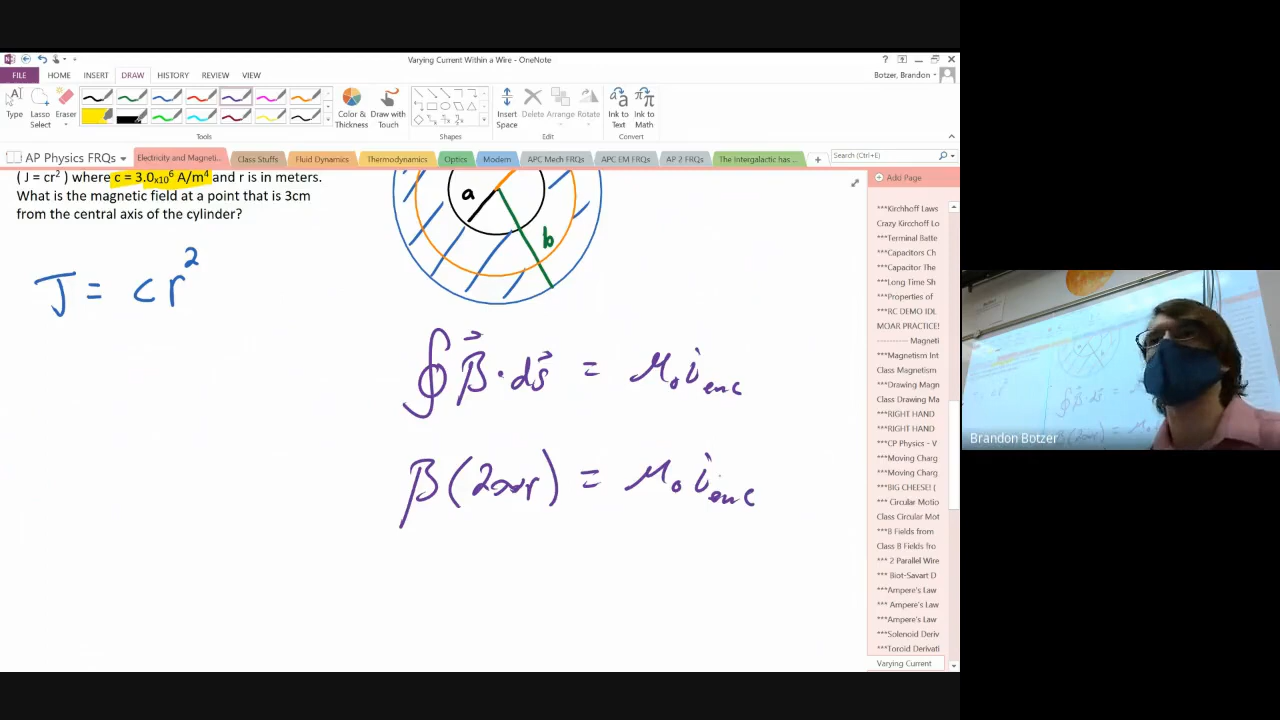 Varying Current Within a Wire - OneNote
FILE HOME INSERT DRAW HISTORY REVIEW VIEW
Botzer, Brandon
Type
Lasso Select
Eraser
Color & Thickness
Draw with Touch
Insert Space
Delete
Arrange
Rotate
Ink to Text
Ink to Math
Tools
Shapes
Edit
Convert
AP Physics FRQs
Electricity and Magneti...
Class Stuffs
Fluid Dynamics
Thermodynamics
Optics
Modern
APC Mech FRQs
APC EM FRQs
AP 2 FRQs
The Intergalactic has ...
Search (Ctrl+E)
( J = cr² ) where c = 3.0x10⁶ A/m⁴ and r is in meters.
What is the magnetic field at a point that is 3cm
from the central axis of the cylinder?
a
b
J = cr²
∮ B⃗ · ds⃗ = μ₀ i enc
B(2πr) = μ₀ i enc
Add Page
***Kirchhoff Laws
Crazy Kircchoff Lo
***Terminal Batte
***Capacitors Ch
***Capacitor The
***Long Time Sh
***Properties of
***RC DEMO IDL
MOAR PRACTICE!
---------- Magneti
***Magnetism Int
Class Magnetism
***Drawing Magn
Class Drawing Ma
***RIGHT HAND
***RIGHT HAND
***CP Physics - V
***Moving Charg
***Moving Charg
***BIG CHEESE! (
*** Circular Motio
Class Circular Mot
***B Fields from
Class B Fields fro
*** 2 Parallel Wire
*** Biot-Savart D
***Ampere's Law
*** Ampere's Law
***Ampere's Law
***Solenoid Deriv
***Toroid Derivati
Varying Current
Brandon Botzer